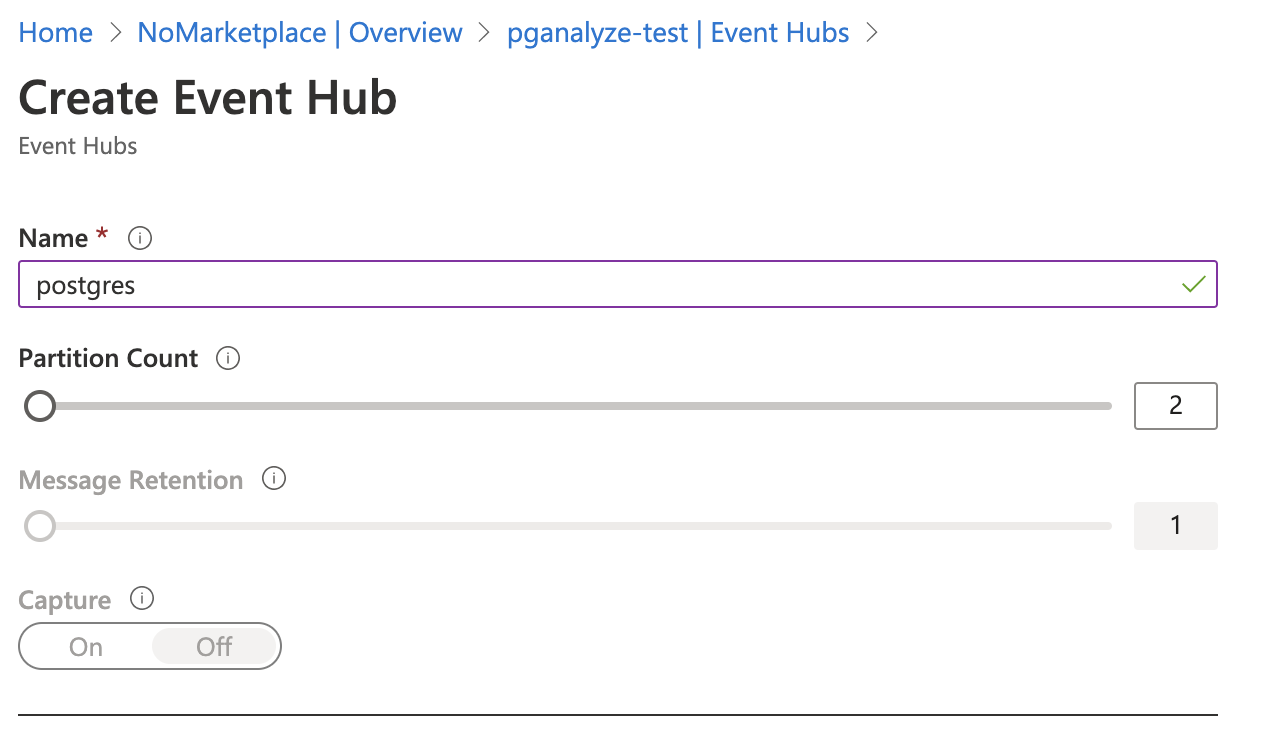 Home > NoMarketplace | Overview > pganalyze-test | Event Hubs >
Create Event Hub
Event Hubs
Name *
postgres
Partition Count
2
Message Retention
1
Capture
On Off